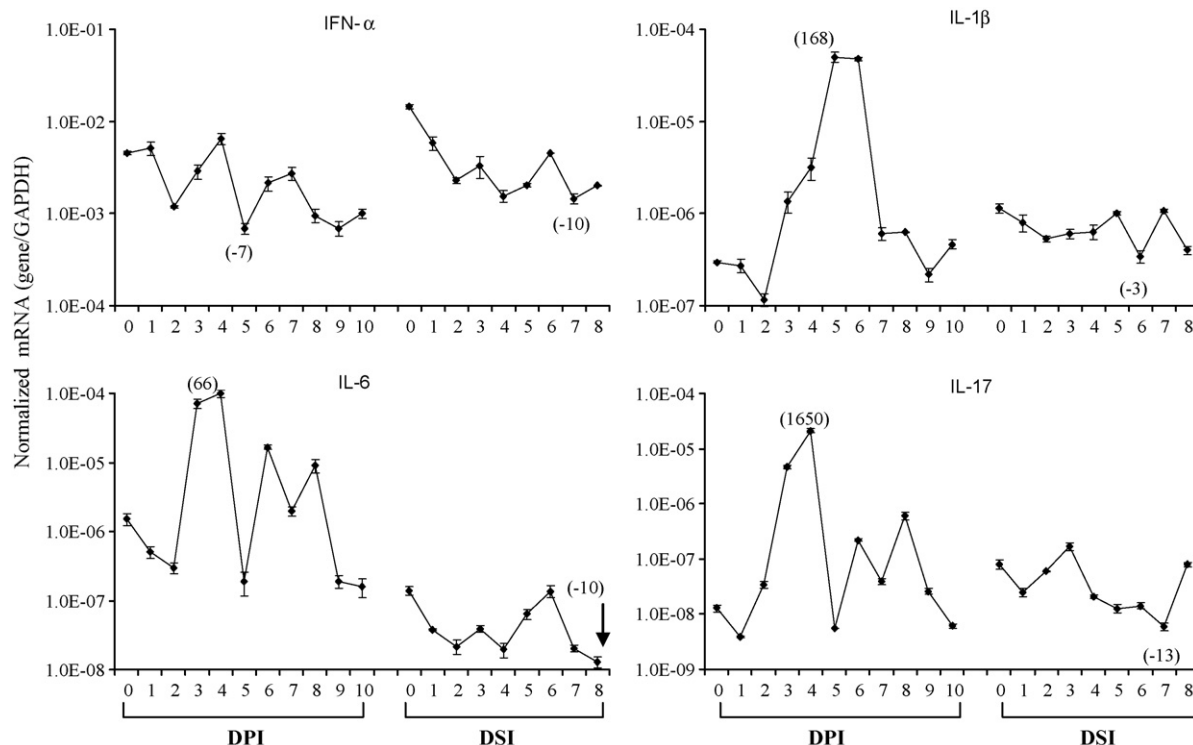 Normalized mRNA (gene/GAPDH)
IFN-α
1.0E-01
1.0E-02
1.0E-03
1.0E-04
(-7)
(-10)
0 1 2 3 4 5 6 7 8 9 10 0 1 2 3 4 5 6 7 8
IL-1β
1.0E-04
1.0E-05
1.0E-06
1.0E-07
(168)
(-3)
0 1 2 3 4 5 6 7 8 9 10 0 1 2 3 4 5 6 7 8
IL-6
1.0E-04
1.0E-05
1.0E-06
1.0E-07
1.0E-08
(66)
(-10)
0 1 2 3 4 5 6 7 8 9 10 0 1 2 3 4 5 6 7 8
DPI DSI
IL-17
1.0E-04
1.0E-05
1.0E-06
1.0E-07
1.0E-08
1.0E-09
(1650)
(-13)
0 1 2 3 4 5 6 7 8 9 10 0 1 2 3 4 5 6 7 8
DPI DSI